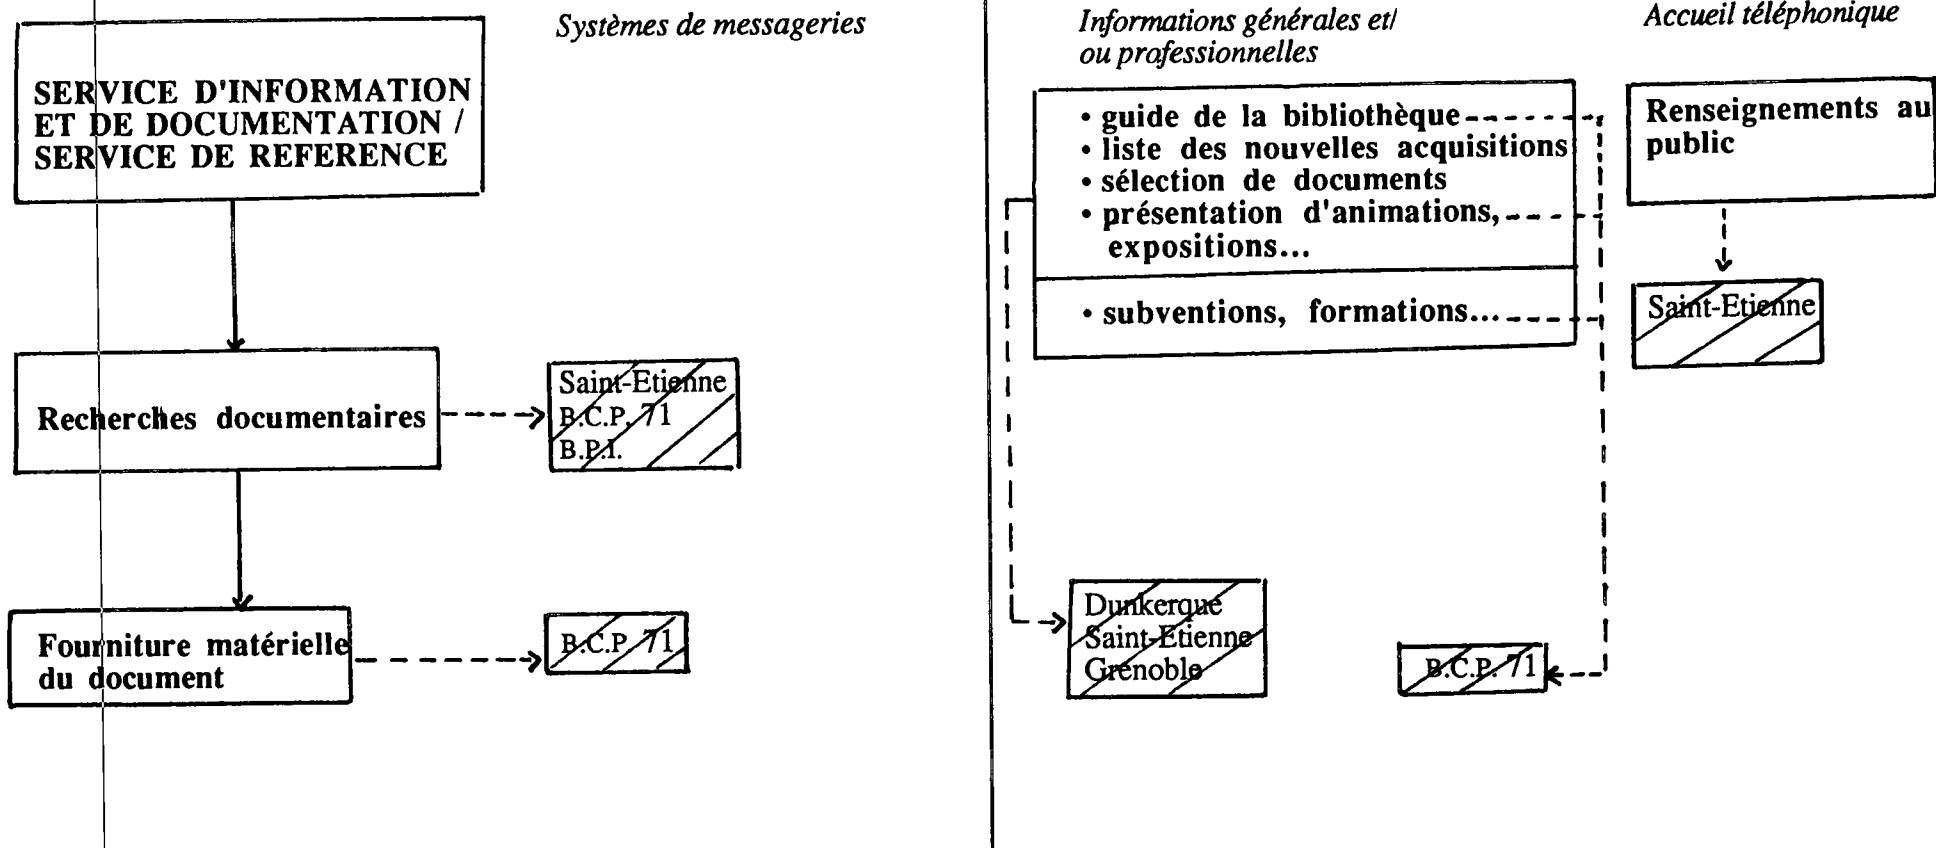 Systèmes de messageries
SERVICE D'INFORMATION
ET DE DOCUMENTATION /
SERVICE DE REFERENCE
Recherches documentaires
Saint-Etienne
B.C.P. 71
B.P.I.
Fourniture matérielle
du document
B.C.P. 71
Informations générales et/
ou professionnelles
• guide de la bibliothèque
• liste des nouvelles acquisitions
• sélection de documents
• présentation d'animations,
expositions...
• subventions, formations...
Dunkerque
Saint-Etienne
Grenoble
B.C.P. 71
Accueil téléphonique
Renseignements au
public
Saint-Etienne